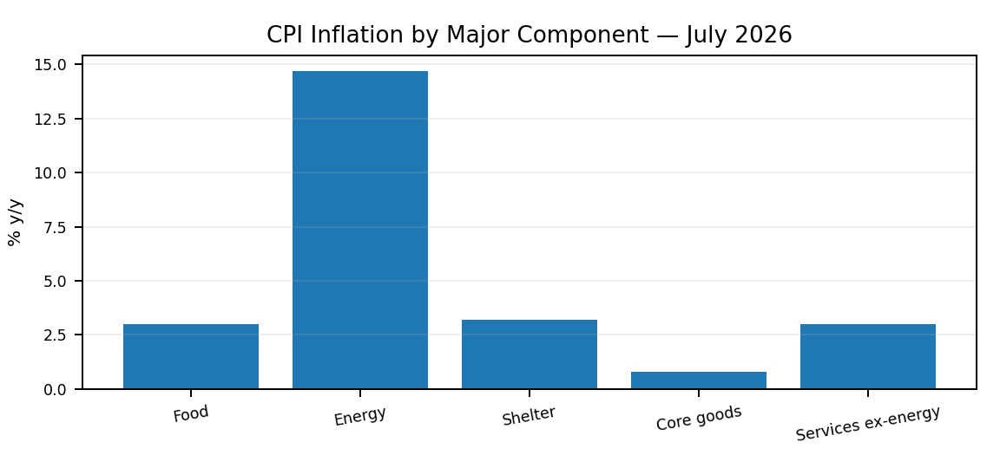 CPI Inflation by Major Component — July 2026
% y/y
15.0
12.5
10.0
7.5
5.0
2.5
0.0
Food
Energy
Shelter
Core goods
Services ex-energy